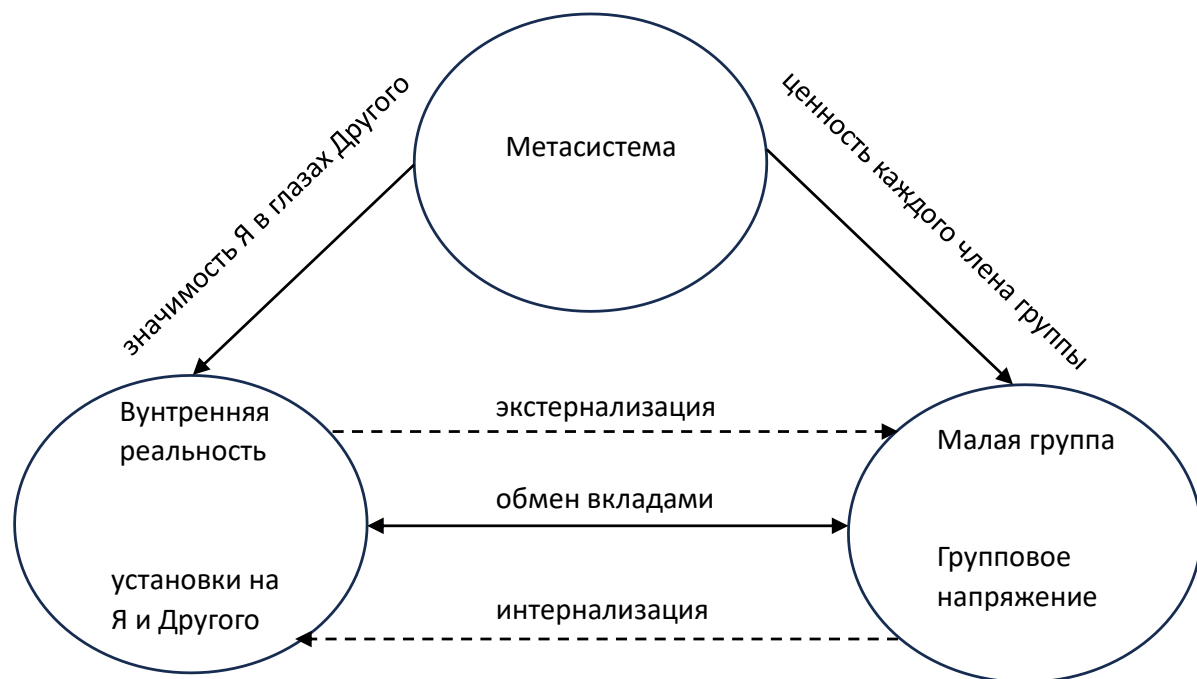 значимость Я в глазах Другого
Метасистема
ценность каждого члена группы
Вунтренняя
реальность
установки на
Я и Другого
экстернализация
обмен вкладами
интернализация
Малая группа
Групповое
напряжение